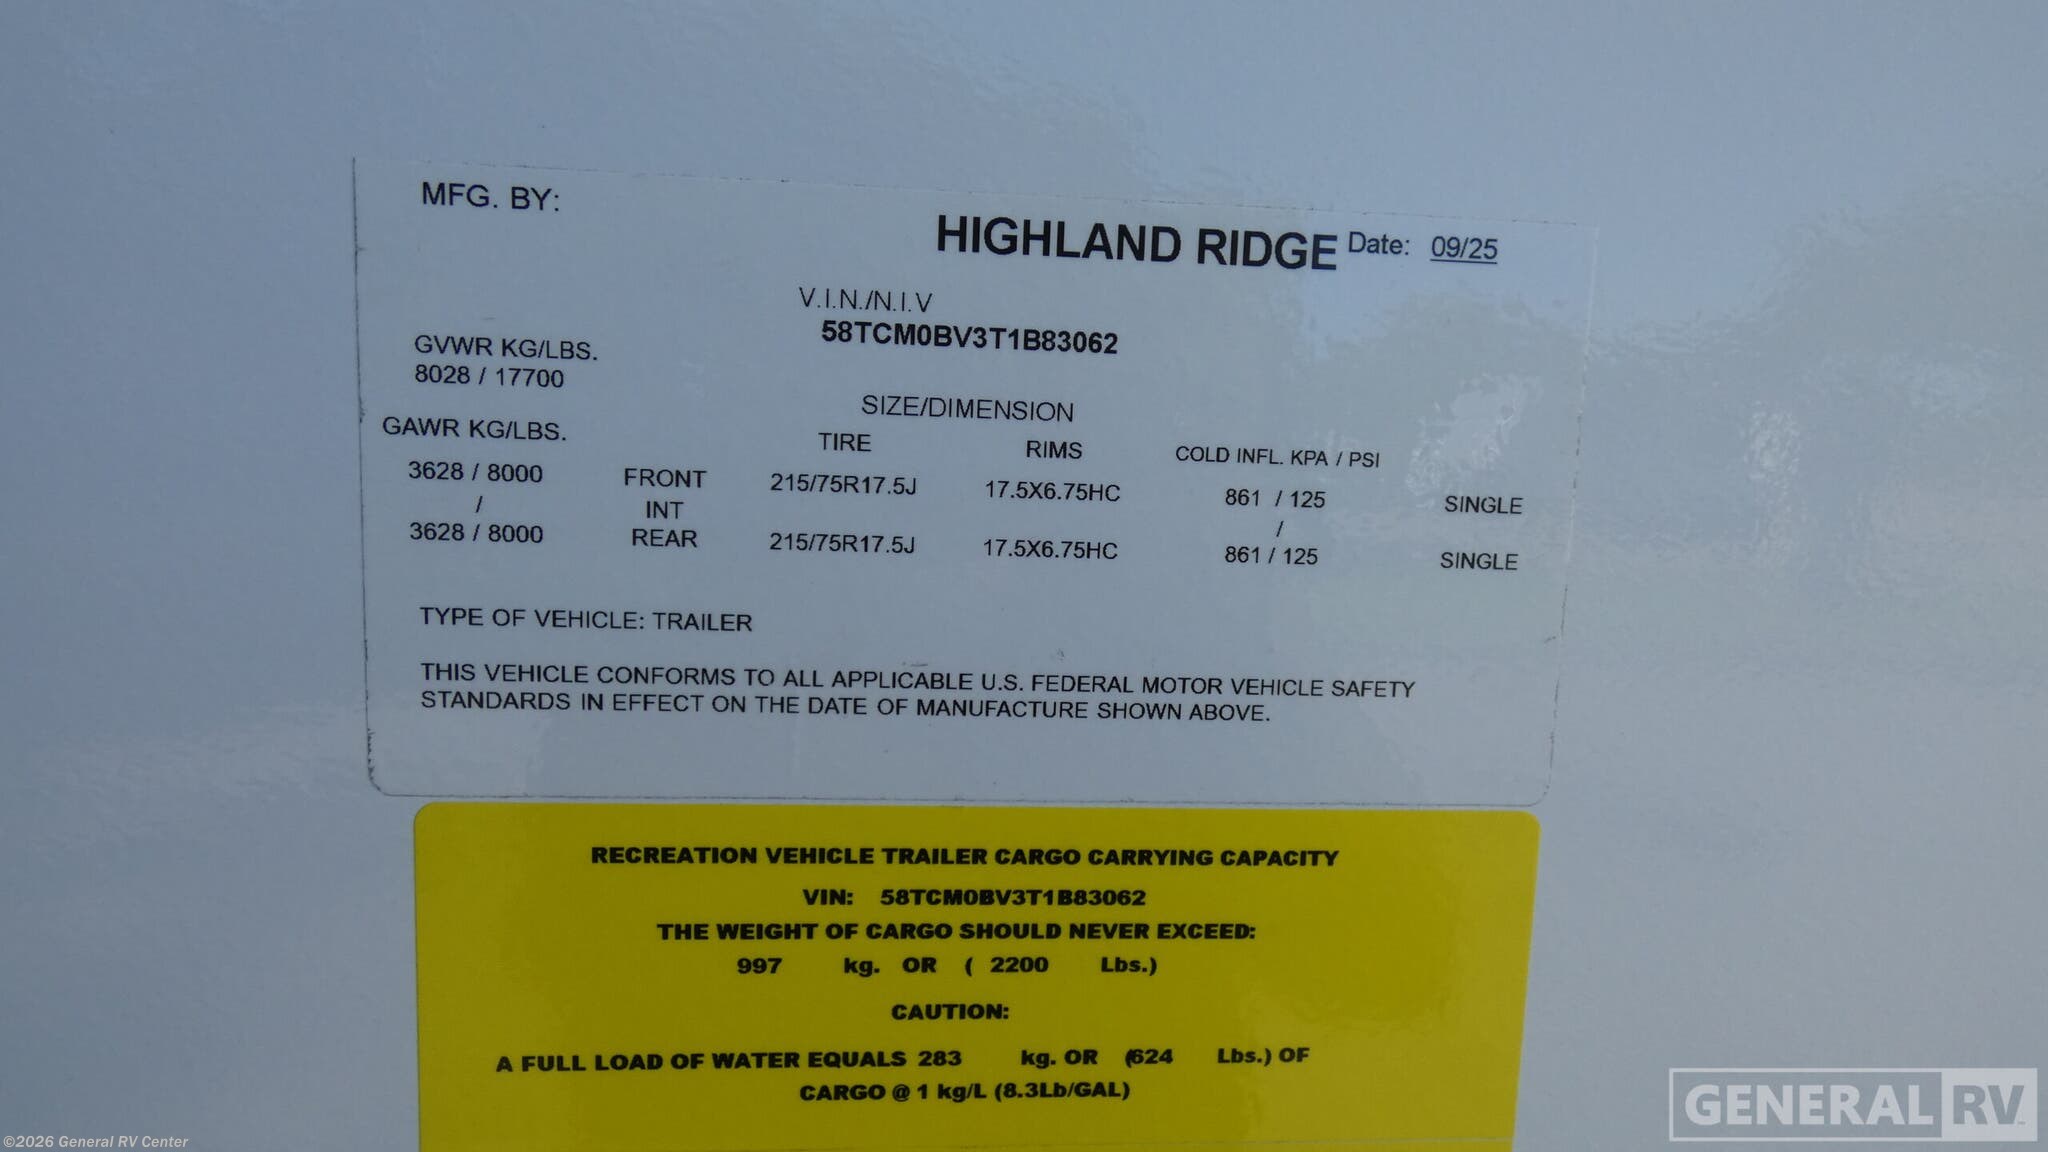 MFG. BY:
HIGHLAND RIDGE Date: 09/25
V.I.N./N.I.V
58TCM0BV3T1B83062
GVWR KG/LBS.
8028 / 17700
SIZE/DIMENSION
GAWR KG/LBS. TIRE RIMS COLD INFL. KPA / PSI
3628 / 8000 FRONT 215/75R17.5J 17.5X6.75HC 861 / 125 SINGLE
/ INT /
3628 / 8000 REAR 215/75R17.5J 17.5X6.75HC 861 / 125 SINGLE
TYPE OF VEHICLE: TRAILER
THIS VEHICLE CONFORMS TO ALL APPLICABLE U.S. FEDERAL MOTOR VEHICLE SAFETY
STANDARDS IN EFFECT ON THE DATE OF MANUFACTURE SHOWN ABOVE.
RECREATION VEHICLE TRAILER CARGO CARRYING CAPACITY
VIN: 58TCM0BV3T1B83062
THE WEIGHT OF CARGO SHOULD NEVER EXCEED:
997 kg. OR ( 2200 Lbs.)
CAUTION:
A FULL LOAD OF WATER EQUALS 283 kg. OR (624 Lbs.) OF
CARGO @ 1 kg/L (8.3Lb/GAL)
GENERAL RV
©2026 General RV Center